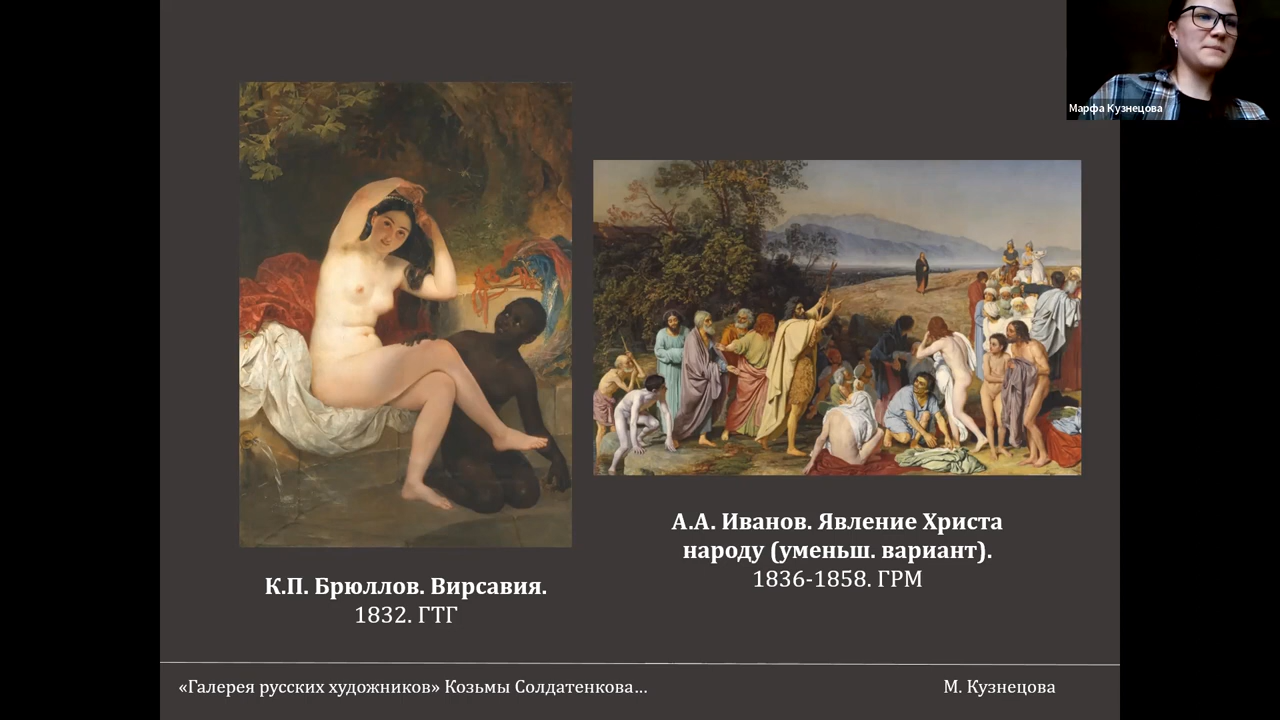 Марфа Кузнецова
А.А. Иванов. Явление Христа
народу (уменьш. вариант).
1836-1858. ГРМ
К.П. Брюллов. Вирсавия.
1832. ГТГ
«Галерея русских художников» Козьмы Солдатенкова...
М. Кузнецова